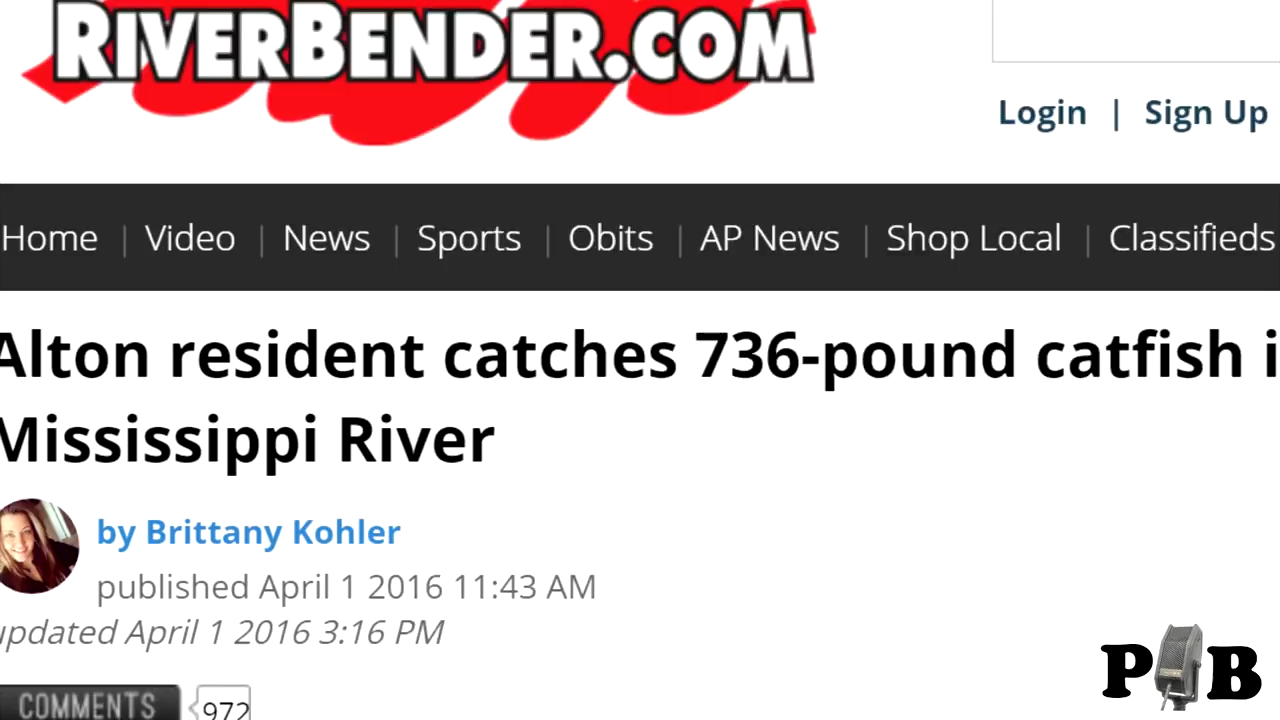 RIVERBENDER.COM
Login | Sign Up
Home | Video | News | Sports | Obits | AP News | Shop Local | Classifieds
Alton resident catches 736-pound catfish i
Mississippi River
by Brittany Kohler
published April 1 2016 11:43 AM
updated April 1 2016 3:16 PM
COMMENTS 972
P B